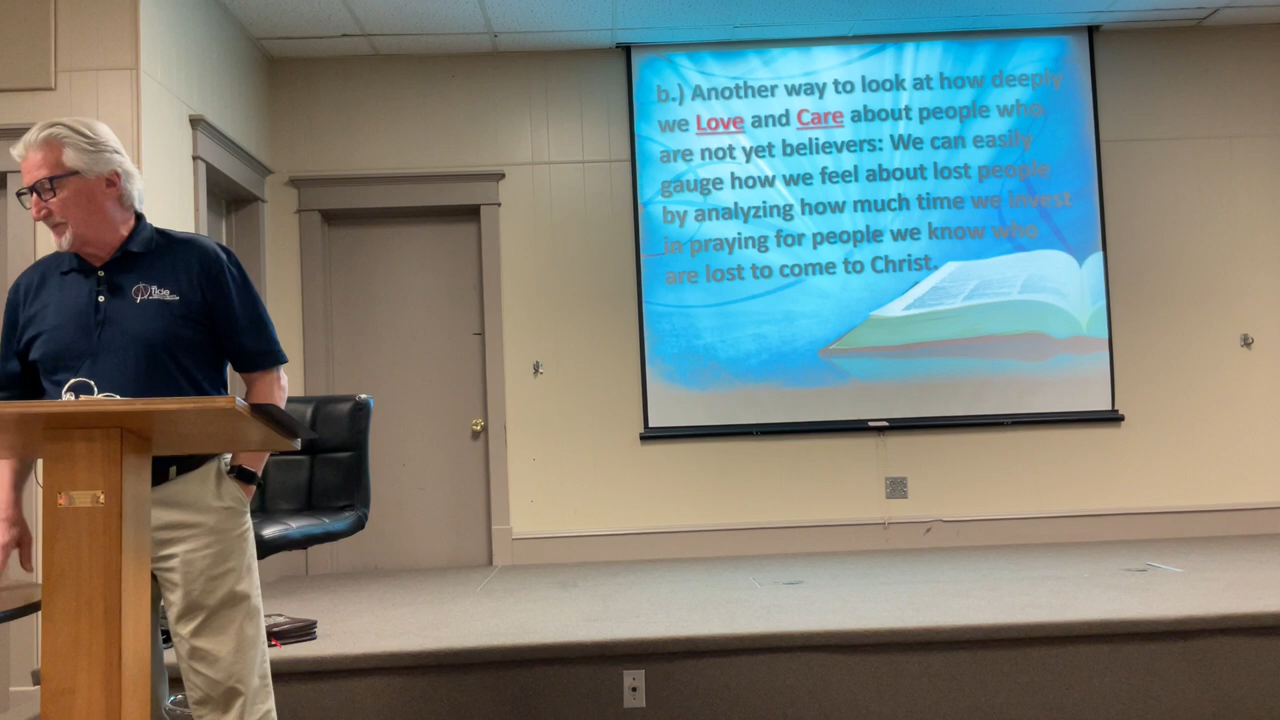 b.) Another way to look at how deeply
we Love and Care about people who
are not yet believers: We can easily
gauge how we feel about lost people
by analyzing how much time we invest
in praying for people we know who
are lost to come to Christ.
Tide